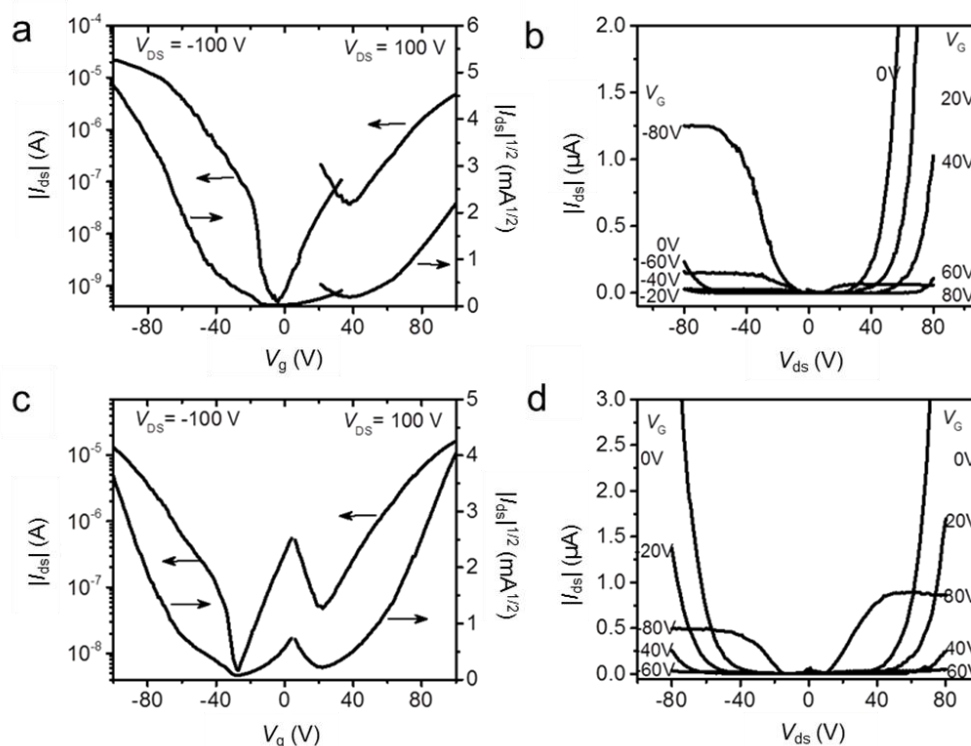 a
V_DS = -100 V V_DS = 100 V
10⁻⁴
10⁻⁵
10⁻⁶
10⁻⁷
10⁻⁸
10⁻⁹
|I_ds| (A)
6
5
4
3
2
1
0
|I_ds|^1/2 (mA^1/2)
-80 -40 0 40 80
V_g (V)
b
2.0
1.5
1.0
0.5
0.0
|I_ds| (µA)
V_G
-80V
0V
-60V
-40V
-20V
0V
V_G
20V
40V
60V
80V
-80 -40 0 40 80
V_ds (V)
c
V_DS = -100 V V_DS = 100 V
10⁻⁵
10⁻⁶
10⁻⁷
10⁻⁸
|I_ds| (A)
5
4
3
2
1
0
|I_ds|^1/2 (mA^1/2)
-80 -40 0 40 80
V_g (V)
d
3.0
2.5
2.0
1.5
1.0
0.5
0.0
|I_ds| (µA)
V_G
0V
-20V
-80V
-40V
-60V
V_G
0V
20V
80V
40V
60V
-80 -40 0 40 80
V_ds (V)